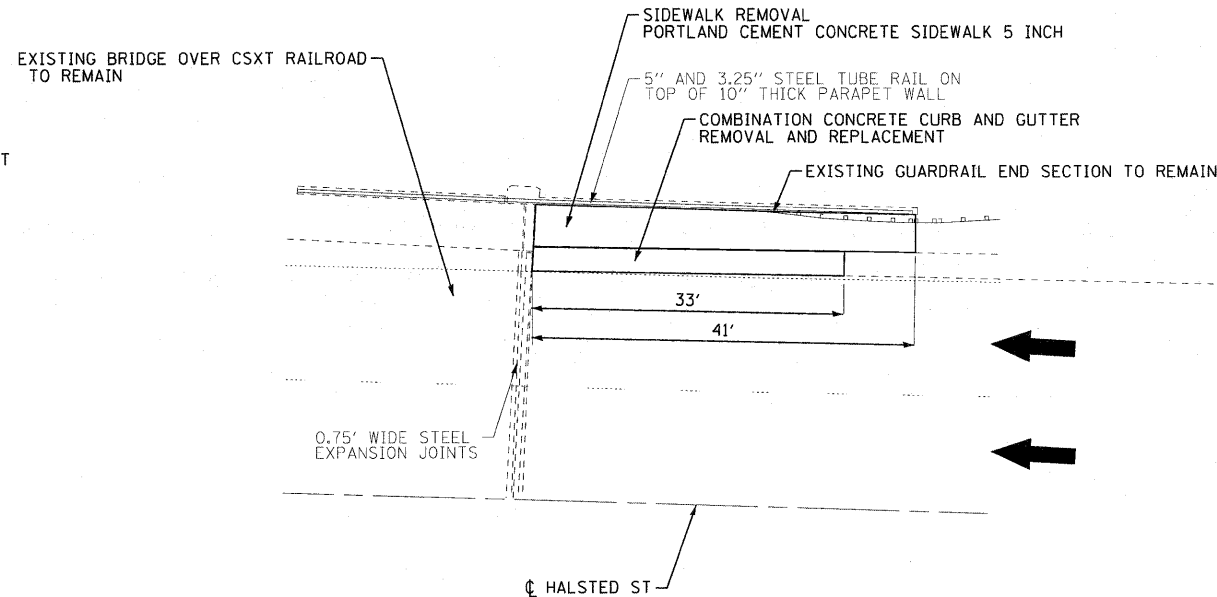 SIDEWALK REMOVAL
PORTLAND CEMENT CONCRETE SIDEWALK 5 INCH
EXISTING BRIDGE OVER CSXT RAILROAD
TO REMAIN
5" AND 3.25" STEEL TUBE RAIL ON
TOP OF 10" THICK PARAPET WALL
COMBINATION CONCRETE CURB AND GUTTER
REMOVAL AND REPLACEMENT
T
EXISTING GUARDRAIL END SECTION TO REMAIN
33'
41'
0.75' WIDE STEEL
EXPANSION JOINTS
℄ HALSTED ST